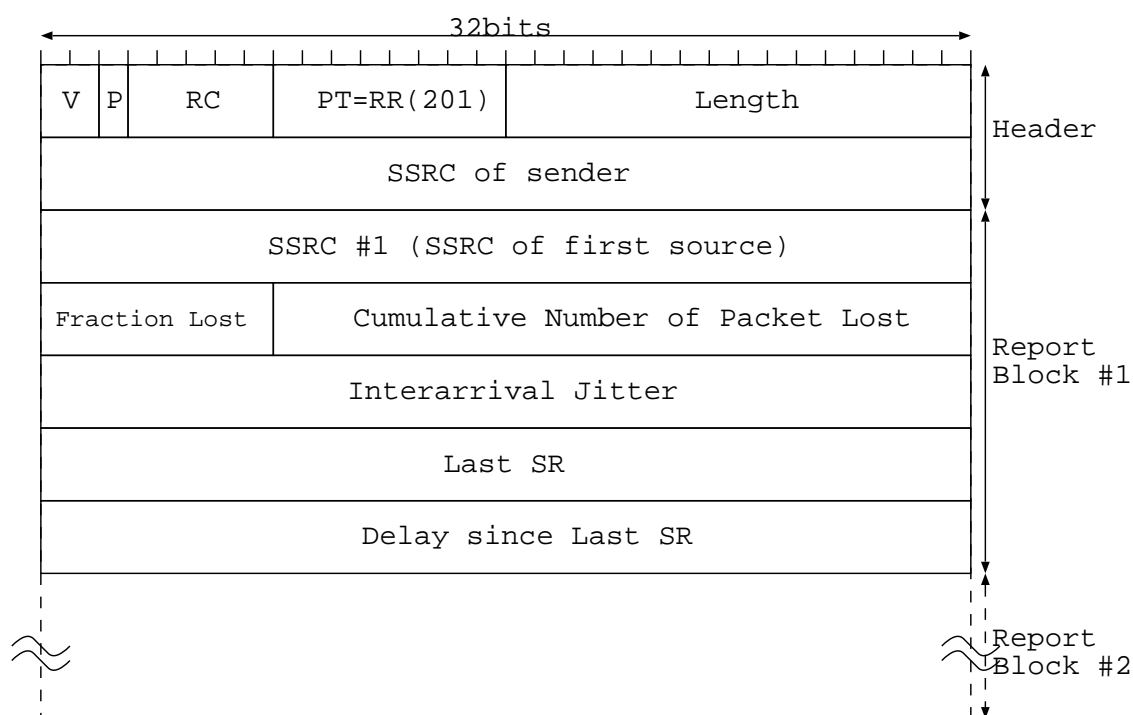 32bits
V P RC PT=RR(201) Length
Header
SSRC of sender
SSRC #1 (SSRC of first source)
Fraction Lost Cumulative Number of Packet Lost
Report
Block #1
Interarrival Jitter
Last SR
Delay since Last SR
Report
Block #2